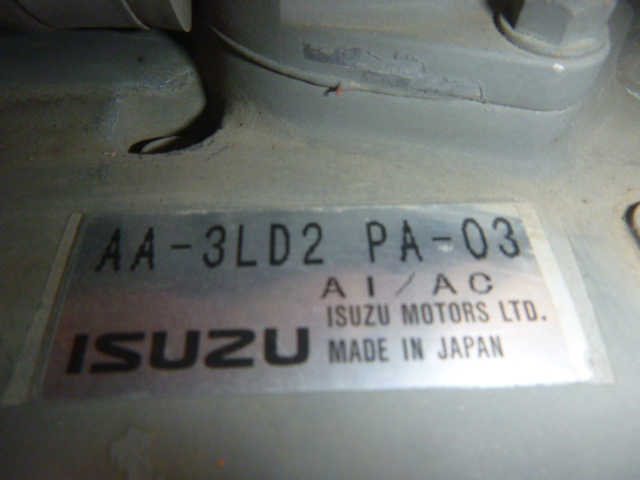 AA-3LD2 PA-03
AI/AC
ISUZU MOTORS LTD.
ISUZU MADE IN JAPAN